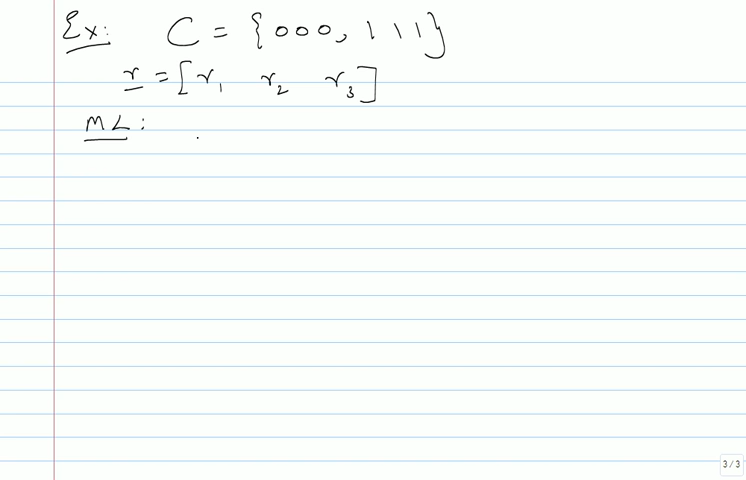 Ex: C = {000, 111}
r = [r₁ r₂ r₃]
ML:
3/3